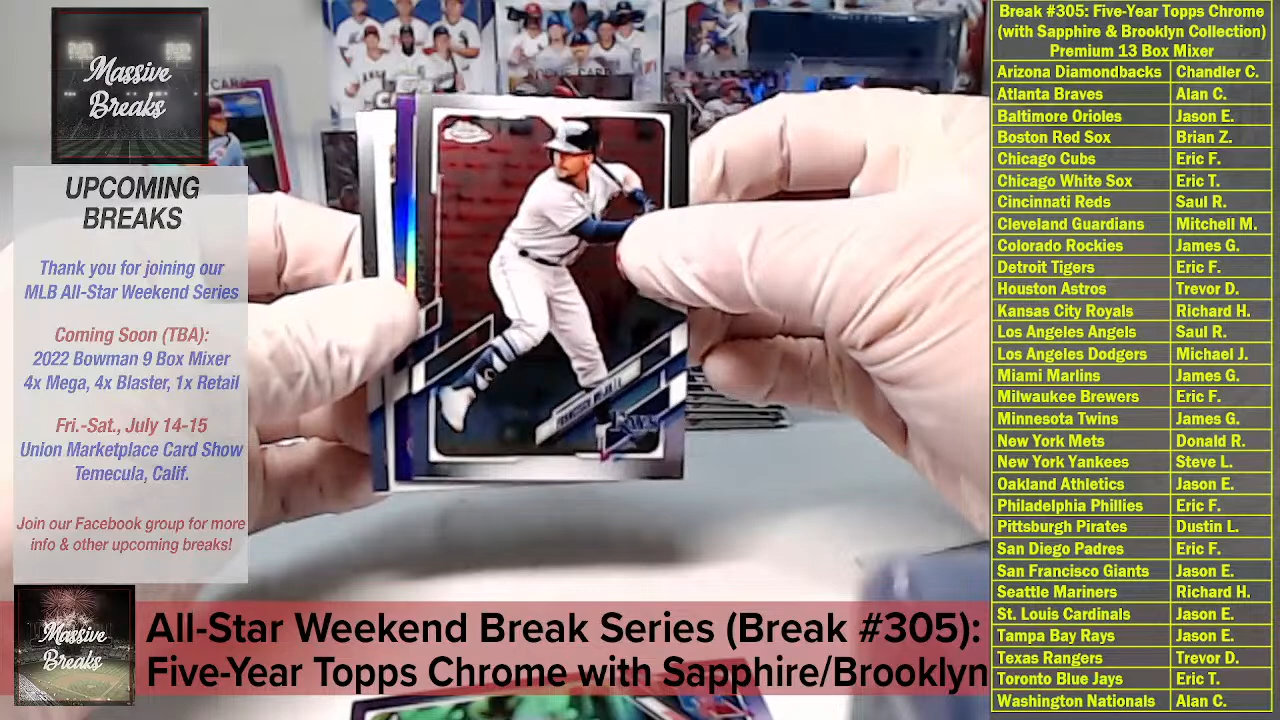 Massive
Breaks
UPCOMING
BREAKS
Thank you for joining our
MLB All-Star Weekend Series
Coming Soon (TBA):
2022 Bowman 9 Box Mixer
4x Mega, 4x Blaster, 1x Retail
Fri.-Sat., July 14-15
Union Marketplace Card Show
Temecula, Calif.
Join our Facebook group for more
info & other upcoming breaks!
RAYS
Massive
Breaks
All-Star Weekend Break Series (Break #305):
Five-Year Topps Chrome with Sapphire/Brooklyn
Break #305: Five-Year Topps Chrome
(with Sapphire & Brooklyn Collection)
Premium 13 Box Mixer
Arizona Diamondbacks Chandler C.
Atlanta Braves Alan C.
Baltimore Orioles Jason E.
Boston Red Sox Brian Z.
Chicago Cubs Eric F.
Chicago White Sox Eric T.
Cincinnati Reds Saul R.
Cleveland Guardians Mitchell M.
Colorado Rockies James G.
Detroit Tigers Eric F.
Houston Astros Trevor D.
Kansas City Royals Richard H.
Los Angeles Angels Saul R.
Los Angeles Dodgers Michael J.
Miami Marlins James G.
Milwaukee Brewers Eric F.
Minnesota Twins James G.
New York Mets Donald R.
New York Yankees Steve L.
Oakland Athletics Jason E.
Philadelphia Phillies Eric F.
Pittsburgh Pirates Dustin L.
San Diego Padres Eric F.
San Francisco Giants Jason E.
Seattle Mariners Richard H.
St. Louis Cardinals Jason E.
Tampa Bay Rays Jason E.
Texas Rangers Trevor D.
Toronto Blue Jays Eric T.
Washington Nationals Alan C.